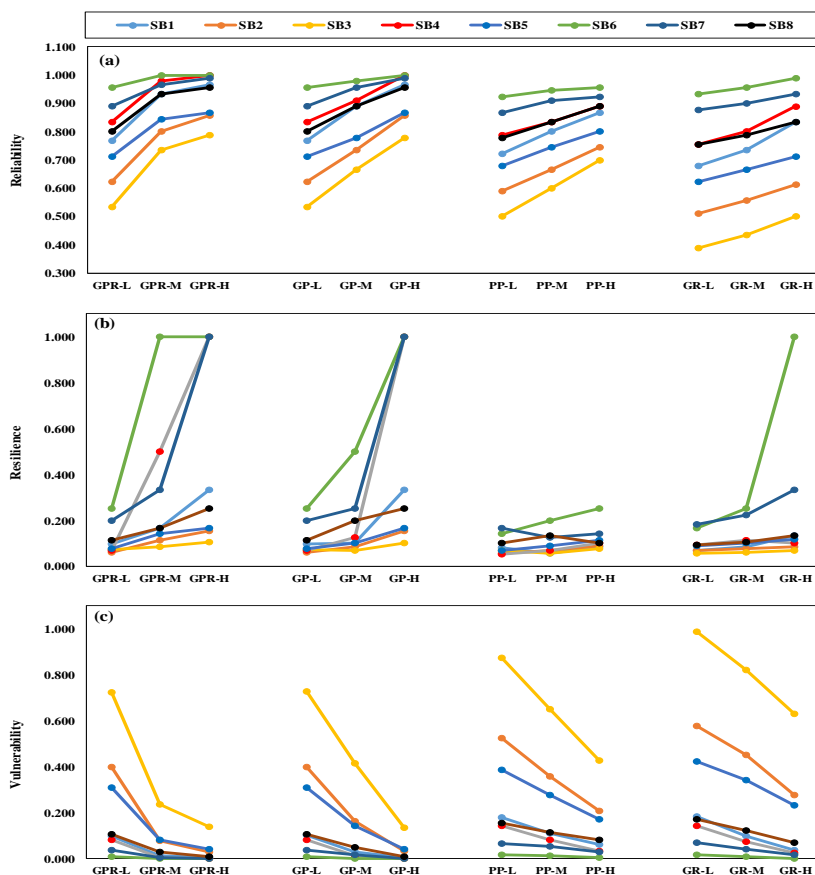 SB1 SB2 SB3 SB4 SB5 SB6 SB7 SB8
(a)
Reliability
1.100
1.000
0.900
0.800
0.700
0.600
0.500
0.400
0.300
GPR-L GPR-M GPR-H GP-L GP-M GP-H PP-L PP-M PP-H GR-L GR-M GR-H
(b)
Resilience
1.000
0.800
0.600
0.400
0.200
0.000
GPR-L GPR-M GPR-H GP-L GP-M GP-H PP-L PP-M PP-H GR-L GR-M GR-H
(c)
Vulnerability
1.000
0.800
0.600
0.400
0.200
0.000
GPR-L GPR-M GPR-H GP-L GP-M GP-H PP-L PP-M PP-H GR-L GR-M GR-H